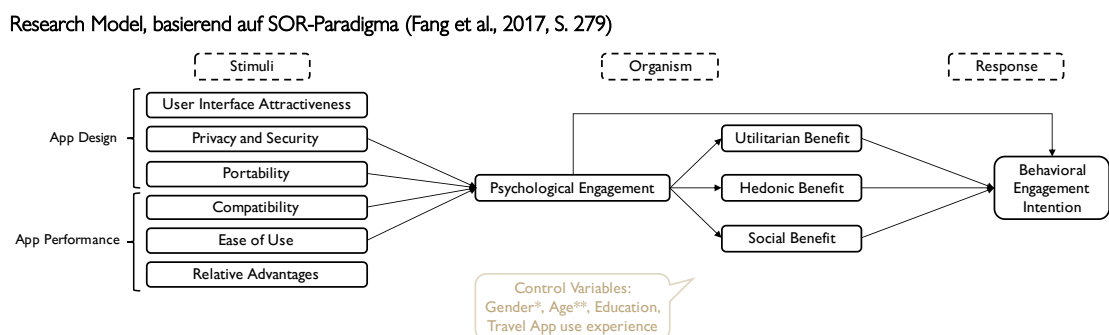 Research Model, basierend auf SOR-Paradigma (Fang et al., 2017, S. 279)
Stimuli
Organism
Response
App Design
User Interface Attractiveness
Privacy and Security
Portability
App Performance
Compatibility
Ease of Use
Relative Advantages
Psychological Engagement
Utilitarian Benefit
Hedonic Benefit
Social Benefit
Behavioral
Engagement
Intention
Control Variables:
Gender*, Age**, Education,
Travel App use experience